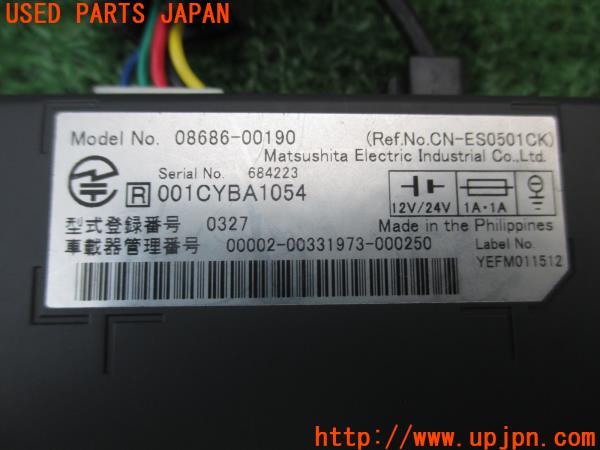 USED PARTS JAPAN
Model No. 08686-00190 (Ref.No.CN-ES0501CK)
Matsushita Electric Industrial Co.,Ltd.
Serial No. 684223
R 001CYBA1054
12V/24V 1A・1A
型式登録番号 0327 Made in the Philippines
車載器管理番号 00002-00331973-000250 Label No.
YEFM011512
UPJ
http://www.upjpn.com